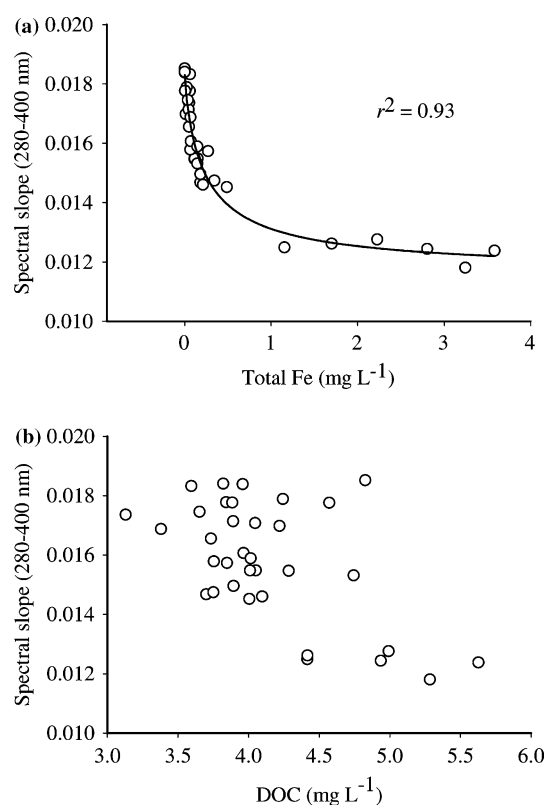 (a)
0.020
0.018
0.016
0.014
0.012
0.010
Spectral slope (280-400 nm)
r² = 0.93
0 1 2 3 4
Total Fe (mg L⁻¹)
(b)
0.020
0.018
0.016
0.014
0.012
0.010
Spectral slope (280-400 nm)
3.0 3.5 4.0 4.5 5.0 5.5 6.0
DOC (mg L⁻¹)